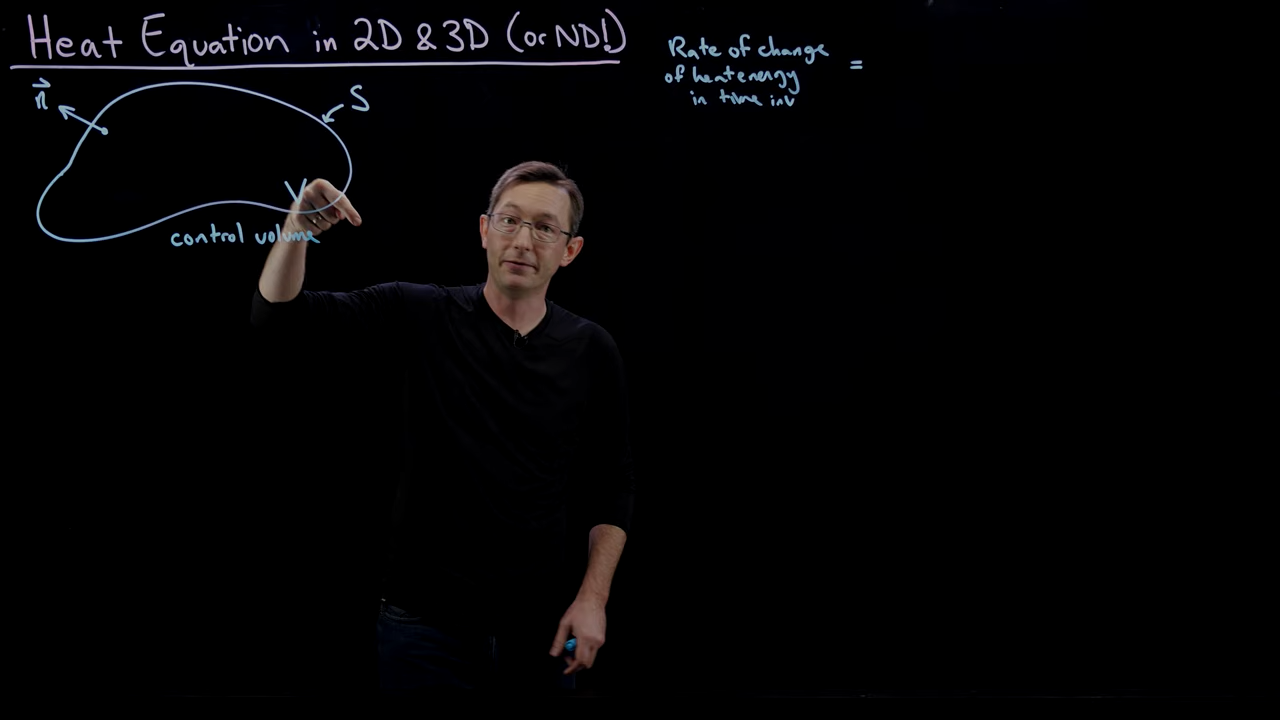 Heat Equation in 2D & 3D (or ND!)
n
S
V
control volume
Rate of change
of heat energy =
in time in V